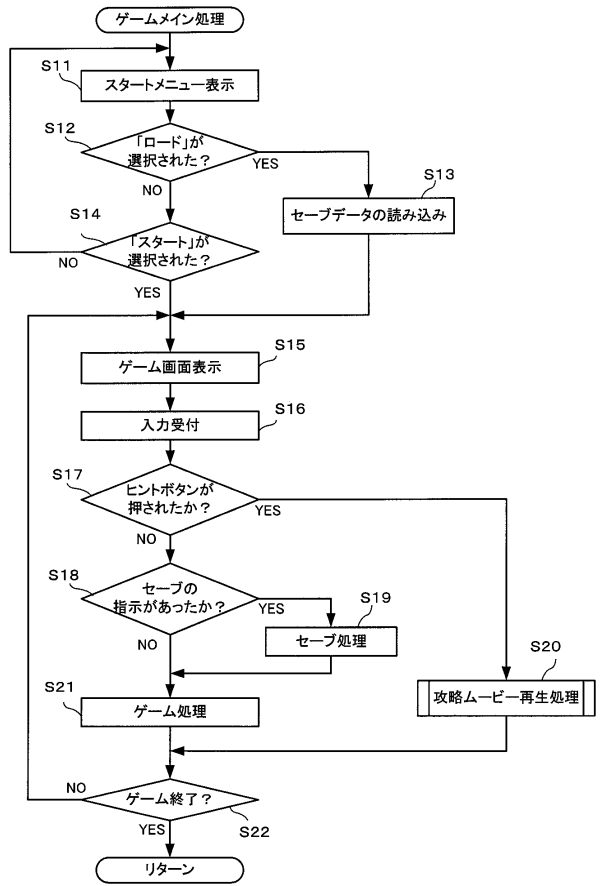 ゲームメイン処理
S11
スタートメニュー表示
S12
「ロード」が
選択された?
YES
NO
S13
セーブデータの読み込み
S14
「スタート」が
選択された?
NO
YES
S15
ゲーム画面表示
S16
入力受付
S17
ヒントボタンが
押されたか?
YES
NO
S18
セーブの
指示があったか?
YES
NO
S19
セーブ処理
S20
攻略ムービー再生処理
S21
ゲーム処理
NO
ゲーム終了?
S22
YES
リターン